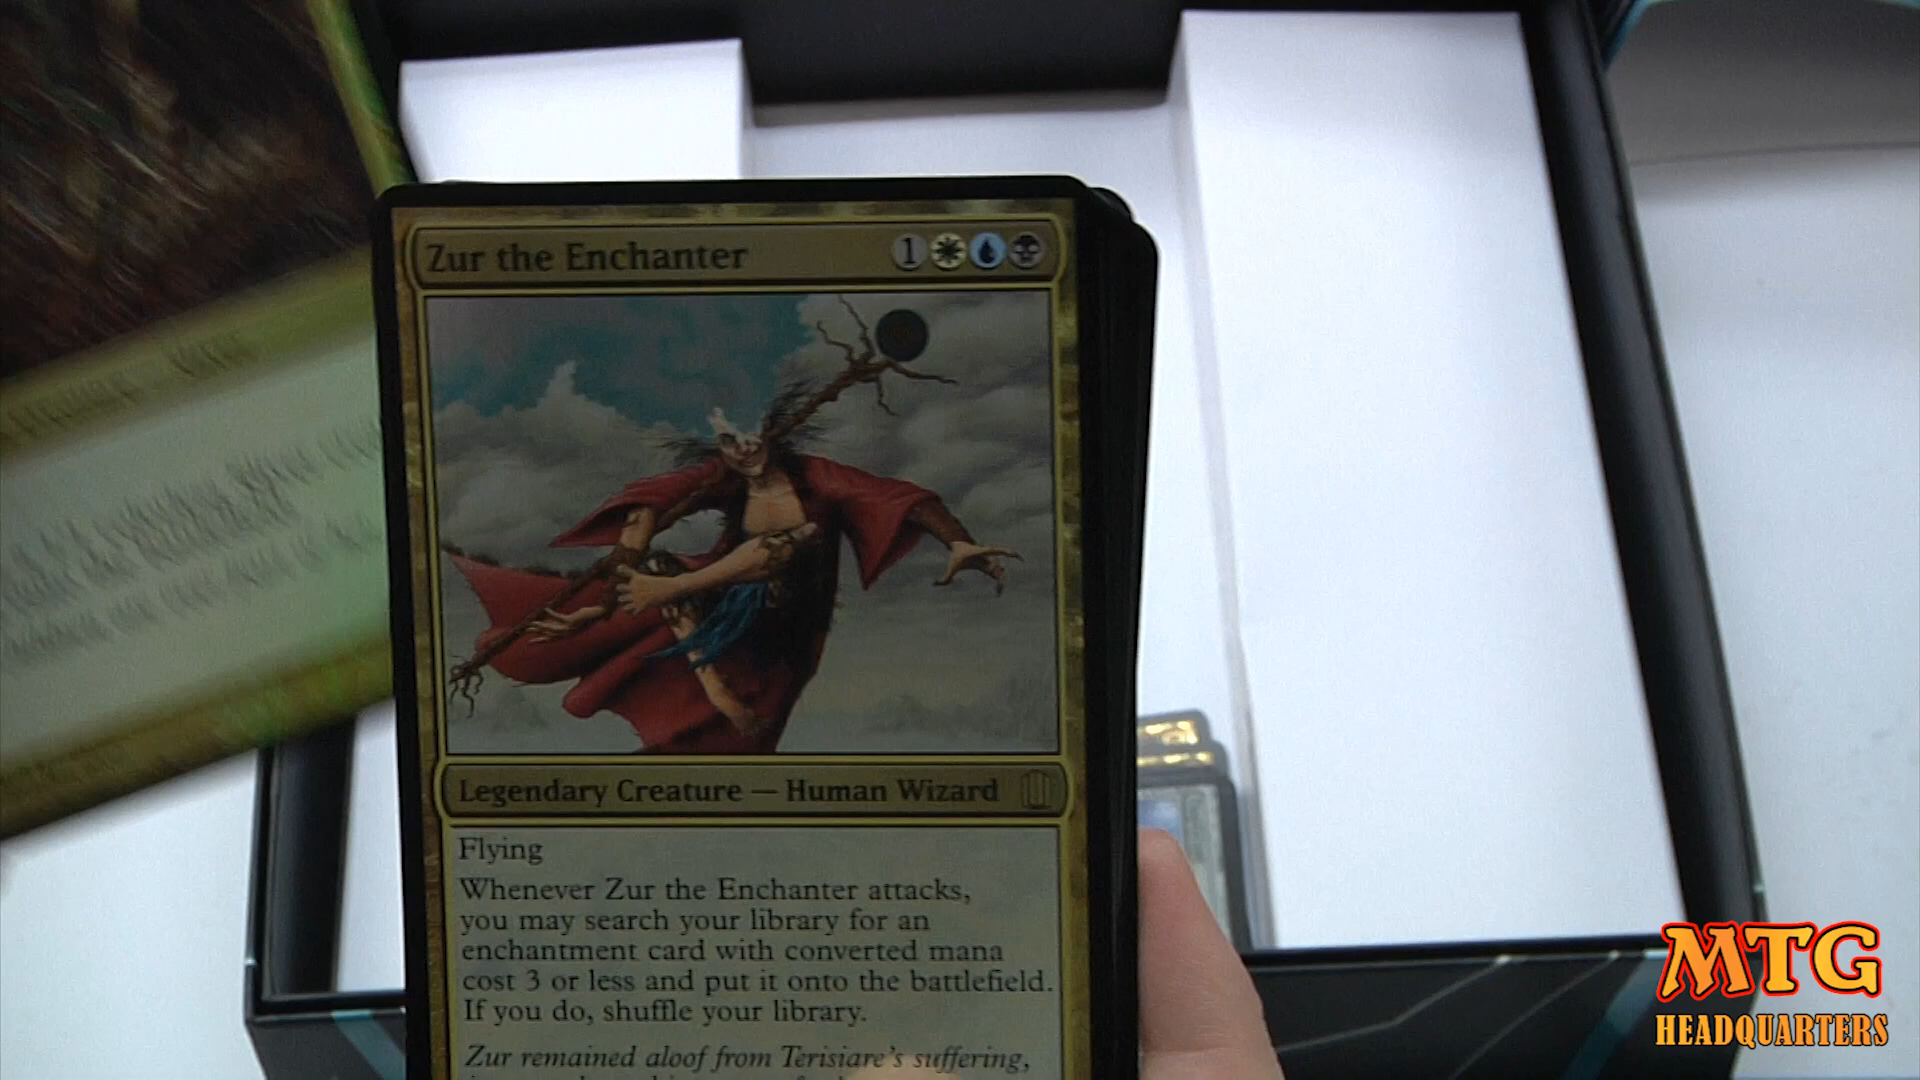 Zur the Enchanter
1
Legendary Creature — Human Wizard
Flying
Whenever Zur the Enchanter attacks,
you may search your library for an
enchantment card with converted mana
cost 3 or less and put it onto the battlefield.
If you do, shuffle your library.
Zur remained aloof from Terisiare's suffering,
MTG
HEADQUARTERS